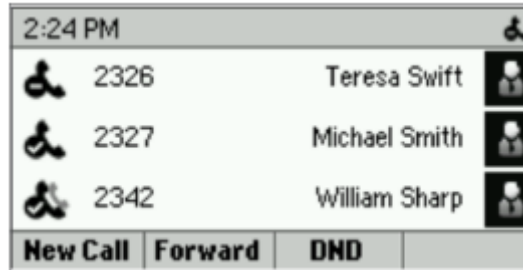 2:24 PM
2326 Teresa Swift
2327 Michael Smith
2342 William Sharp
New Call Forward DND